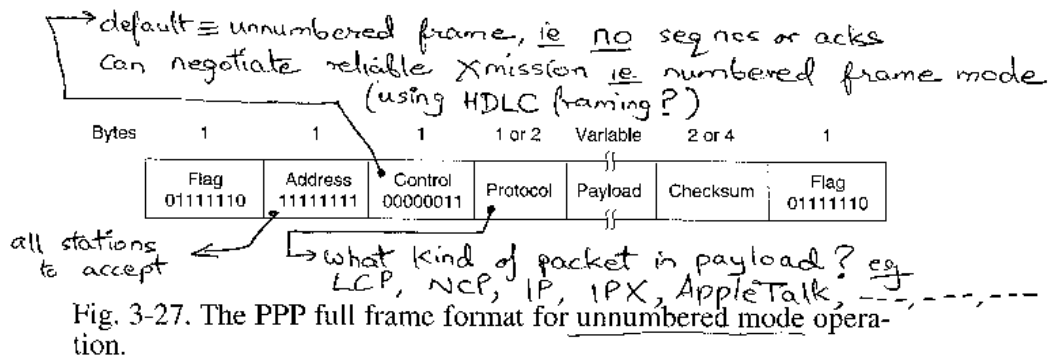 default ≡ unnumbered frame, ie no seq nos or acks
can negotiate reliable Xmission ie numbered frame mode
(using HDLC framing?)
Bytes 1 1 1 1 or 2 Variable 2 or 4 1
Flag Address Control Protocol Payload Checksum Flag
01111110 11111111 00000011 01111110
all stations
to accept
what kind of packet in payload? eg
LCP, NCP, IP, IPX, AppleTalk, ---, ---, ---
Fig. 3-27. The PPP full frame format for unnumbered mode opera-
tion.